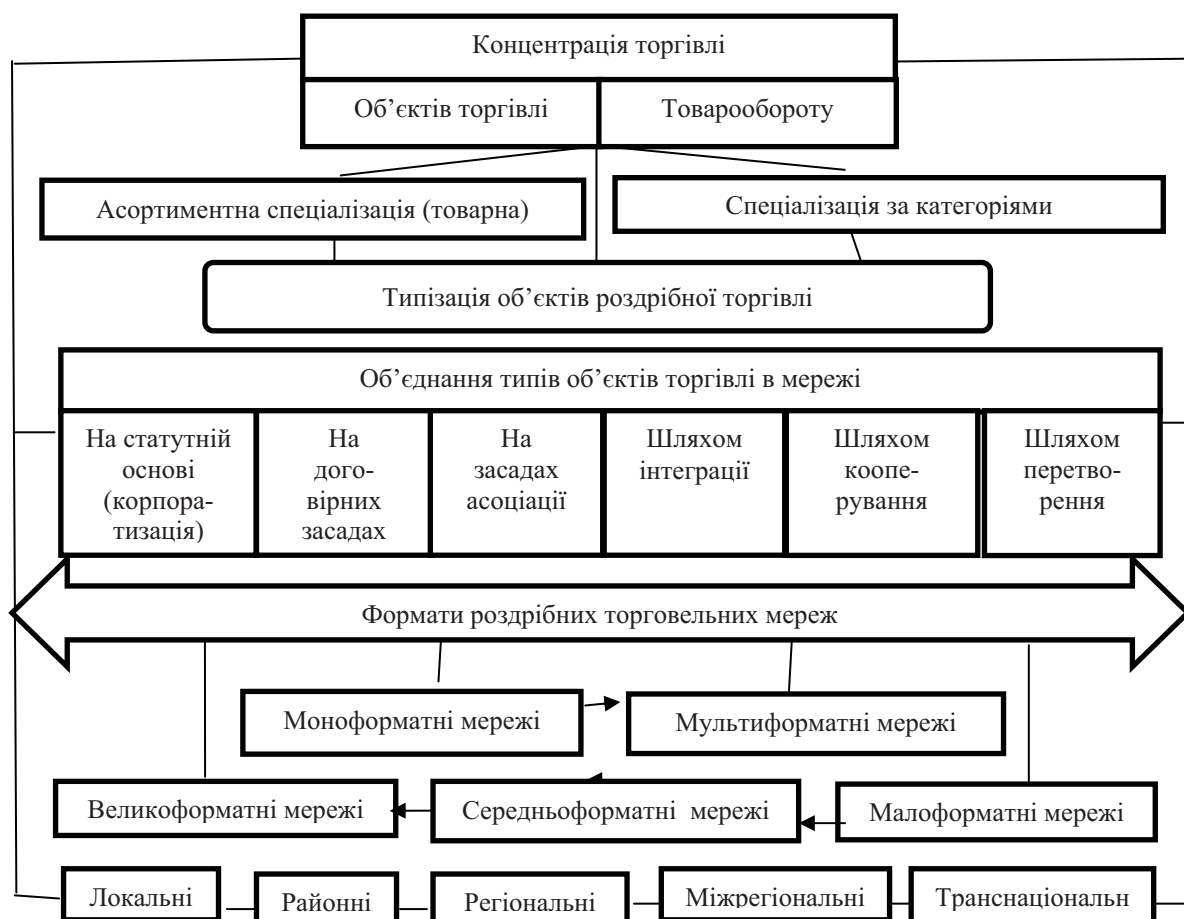 Концентрація торгівлі
Об’єктів торгівлі
Товарообороту
Асортиментна спеціалізація (товарна)
Спеціалізація за категоріями
Типізація об’єктів роздрібної торгівлі
Об’єднання типів об’єктів торгівлі в мережі
На статутній
основі
(корпора-
тизація)
На
дого-
вірних
засадах
На
засадах
асоціації
Шляхом
інтеграції
Шляхом
коопе-
рування
Шляхом
перетво-
рення
Формати роздрібних торговельних мереж
Моноформатні мережі
Мультиформатні мережі
Великоформатні мережі
Середньоформатні мережі
Малоформатні мережі
Локальні
Районні
Регіональні
Міжрегіональні
Транснаціональн